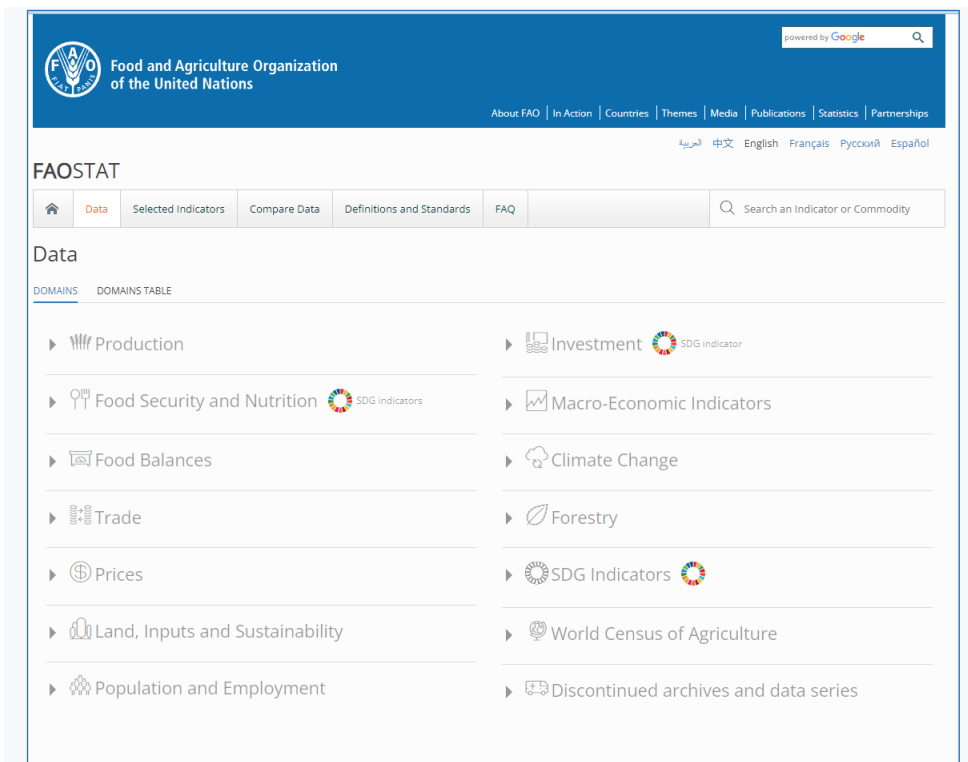 powered by Google
FAO
FIAT PANIS
Food and Agriculture Organization
of the United Nations
About FAO | In Action | Countries | Themes | Media | Publications | Statistics | Partnerships
العربية 中文 English Français Русский Español
FAOSTAT
Data Selected Indicators Compare Data Definitions and Standards FAQ Search an Indicator or Commodity
Data
DOMAINS DOMAINS TABLE
Production
Food Security and Nutrition SDG indicators
Food Balances
Trade
Prices
Land, Inputs and Sustainability
Population and Employment
Investment SDG indicator
Macro-Economic Indicators
Climate Change
Forestry
SDG Indicators
World Census of Agriculture
Discontinued archives and data series